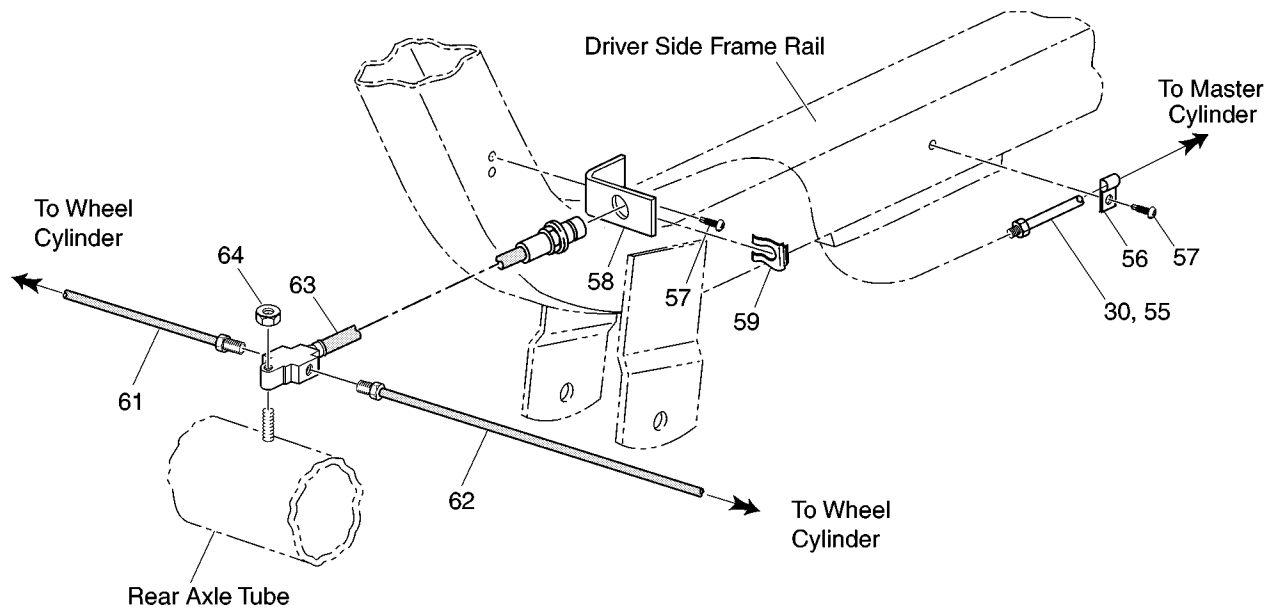 Driver Side Frame Rail
To Master
Cylinder
To Wheel
Cylinder
64
63
58
57
59
56
57
30, 55
61
62
To Wheel
Cylinder
Rear Axle Tube